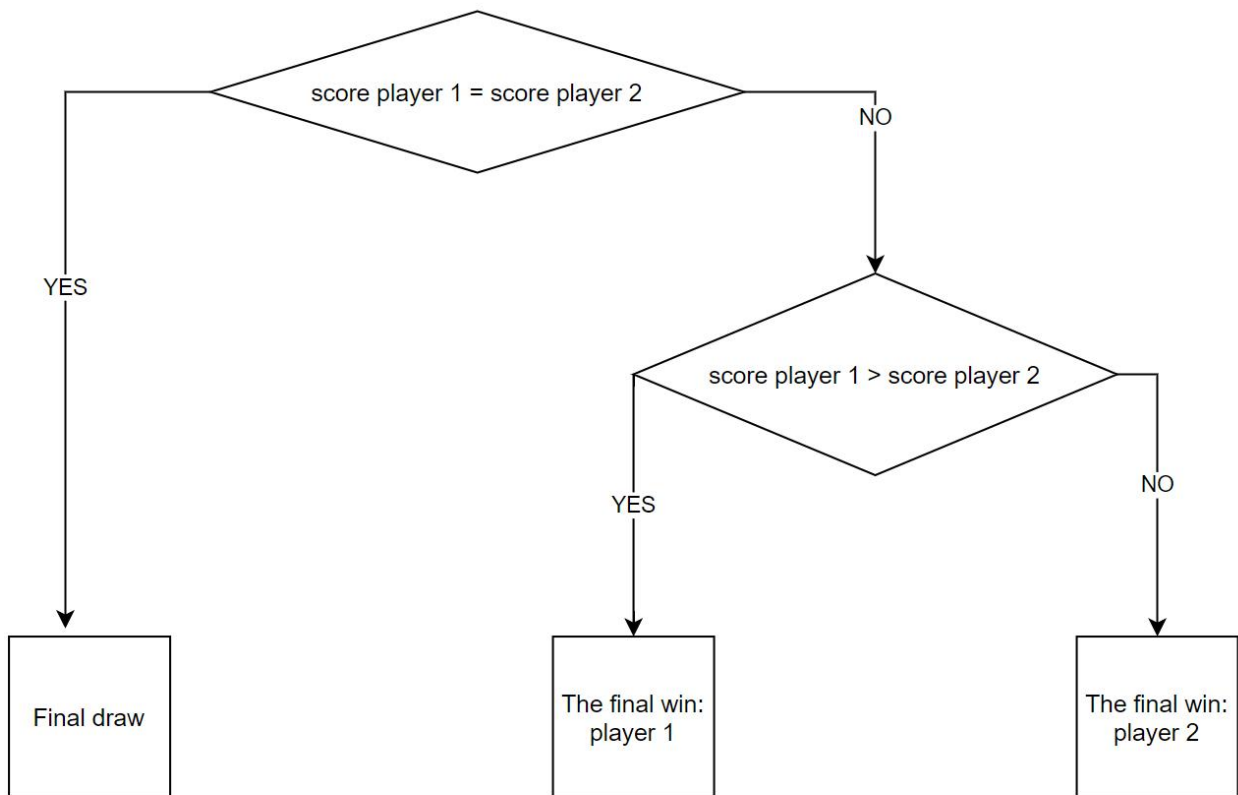 score player 1 = score player 2
NO
YES
score player 1 > score player 2
YES
NO
Final draw
The final win:
player 1
The final win:
player 2